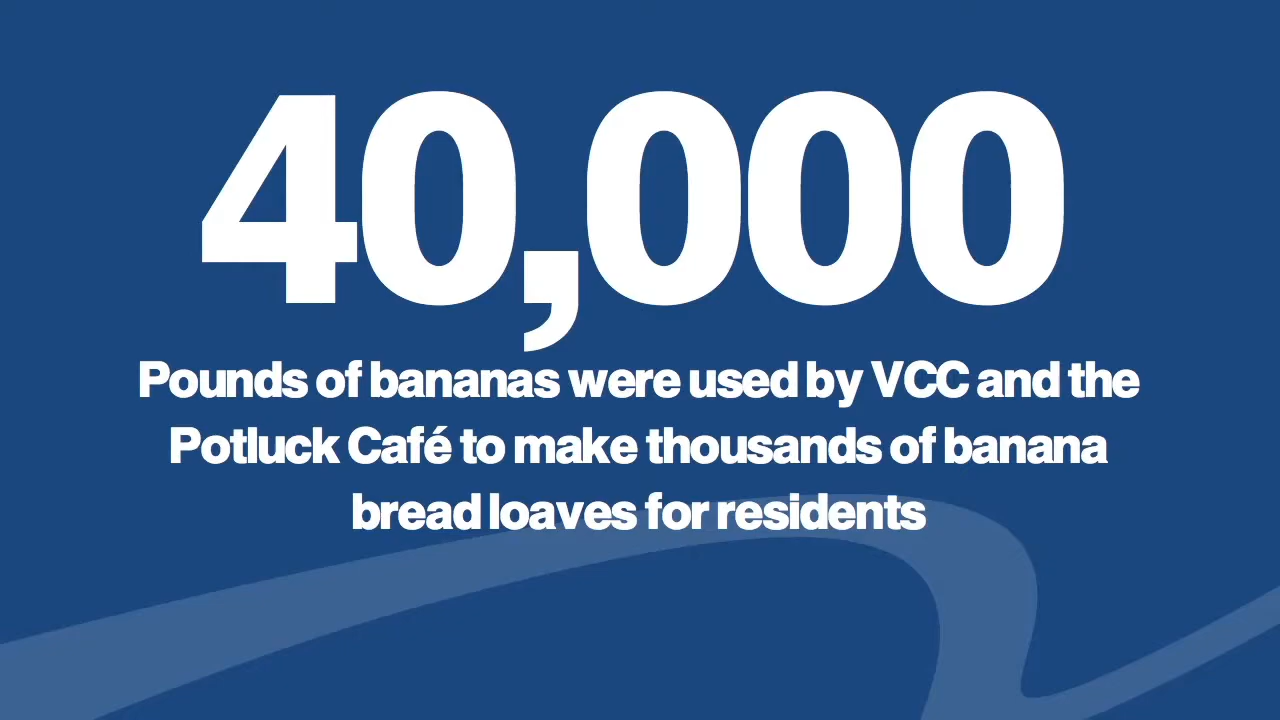 40,000
Pounds of bananas were used by VCC and the
Potluck Café to make thousands of banana
bread loaves for residents